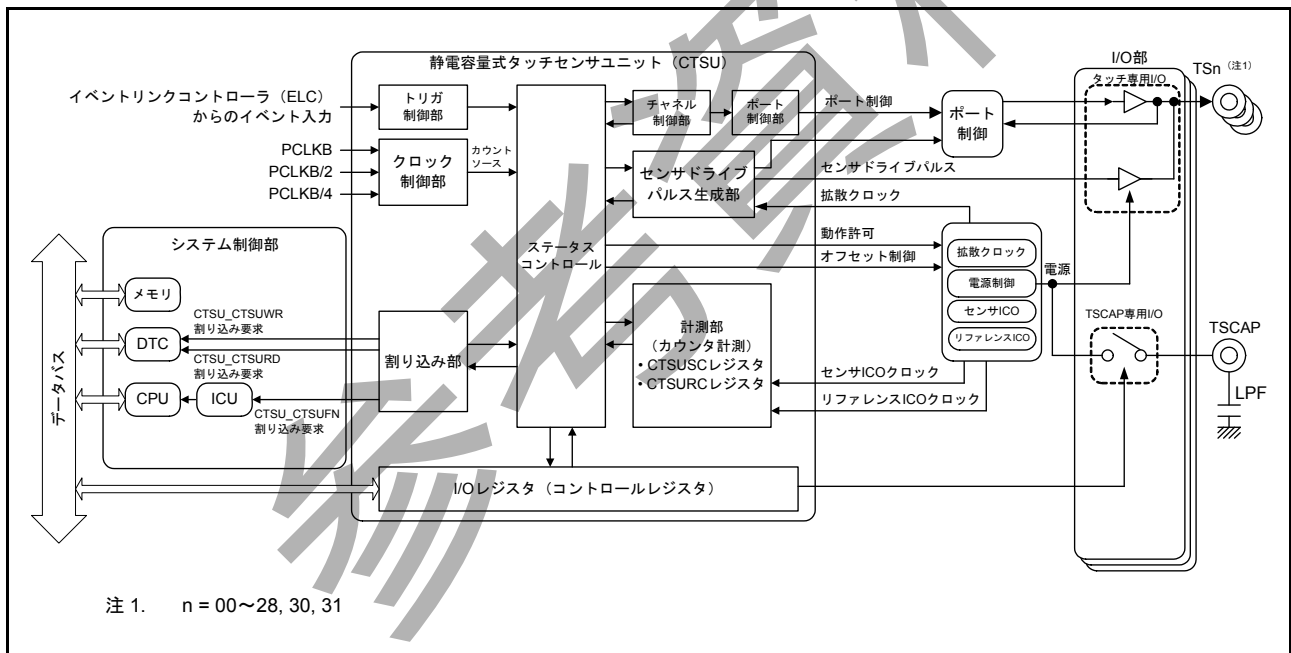 静電容量式タッチセンサユニット（CTSU）
イベントリンクコントローラ（ELC）
からのイベント入力
トリガ
制御部
PCLKB
PCLKB/2
PCLKB/4
クロック
制御部
カウント
ソース
ステータス
コントロール
チャネル
制御部
ポート
制御部
ポート制御
ポート
制御
センサドライブ
パルス生成部
センサドライブパルス
拡散クロック
動作許可
オフセット制御
拡散クロック
電源制御
センサICO
リファレンスICO
電源
計測部
（カウンタ計測）
・CTSUSCレジスタ
・CTSURCレジスタ
センサICOクロック
リファレンスICOクロック
I/O部
タッチ専用I/O
TSn（注1）
TSCAP専用I/O
TSCAP
LPF
データバス
システム制御部
メモリ
DTC
CPU
ICU
CTSU_CTSUWR
割り込み要求
CTSU_CTSURD
割り込み要求
CTSU_CTSUFN
割り込み要求
割り込み部
I/Oレジスタ（コントロールレジスタ）
注 1. n = 00～28, 30, 31
参考資料